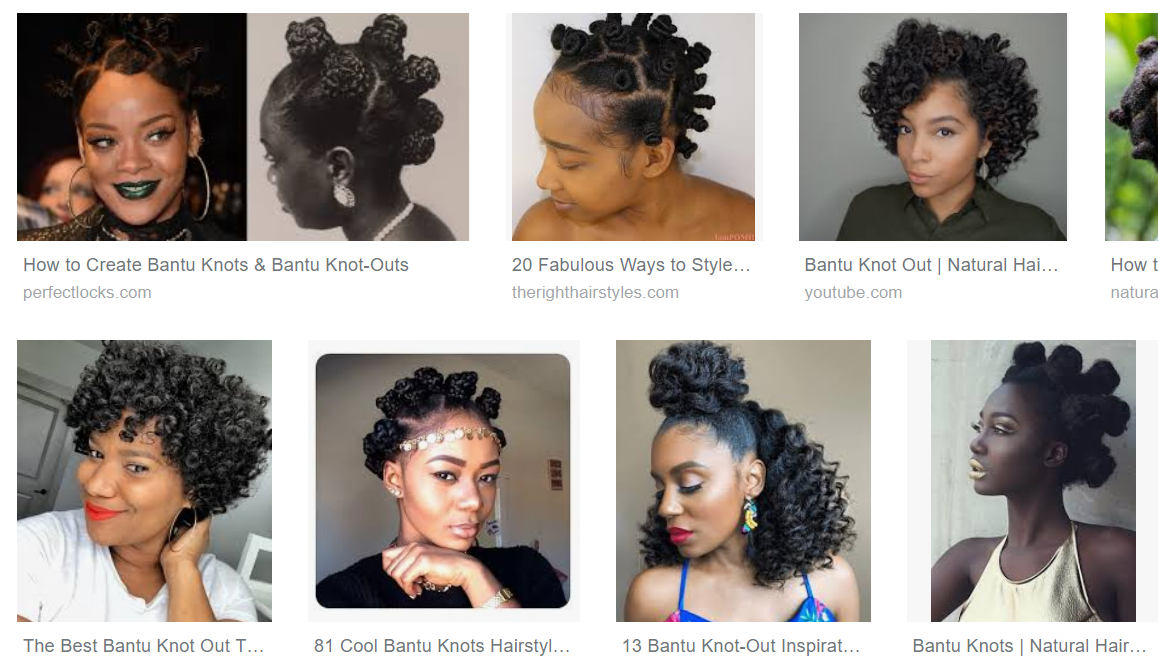 How to Create Bantu Knots & Bantu Knot-Outs
20 Fabulous Ways to Style…
Bantu Knot Out | Natural Hai…
How t
perfectlocks.com
therighthairstyles.com
youtube.com
natura
The Best Bantu Knot Out T…
81 Cool Bantu Knots Hairstyl…
13 Bantu Knot-Out Inspirat…
Bantu Knots | Natural Hair…